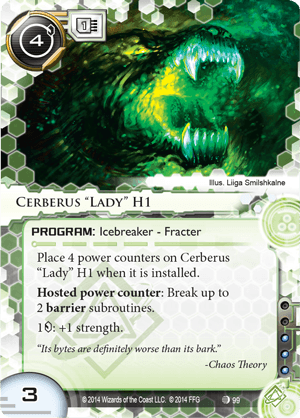 4
1
Illus. Liiga Smilshkalne
Cerberus “Lady” H1
PROGRAM: Icebreaker - Fracter
Place 4 power counters on Cerberus
“Lady” H1 when it is installed.
Hosted power counter: Break up to
2 barrier subroutines.
1: +1 strength.
“Its bytes are definitely worse than its bark.”
-Chaos Theory
3
© 2014 Wizards of the Coast LLC. © 2014 FFG
99